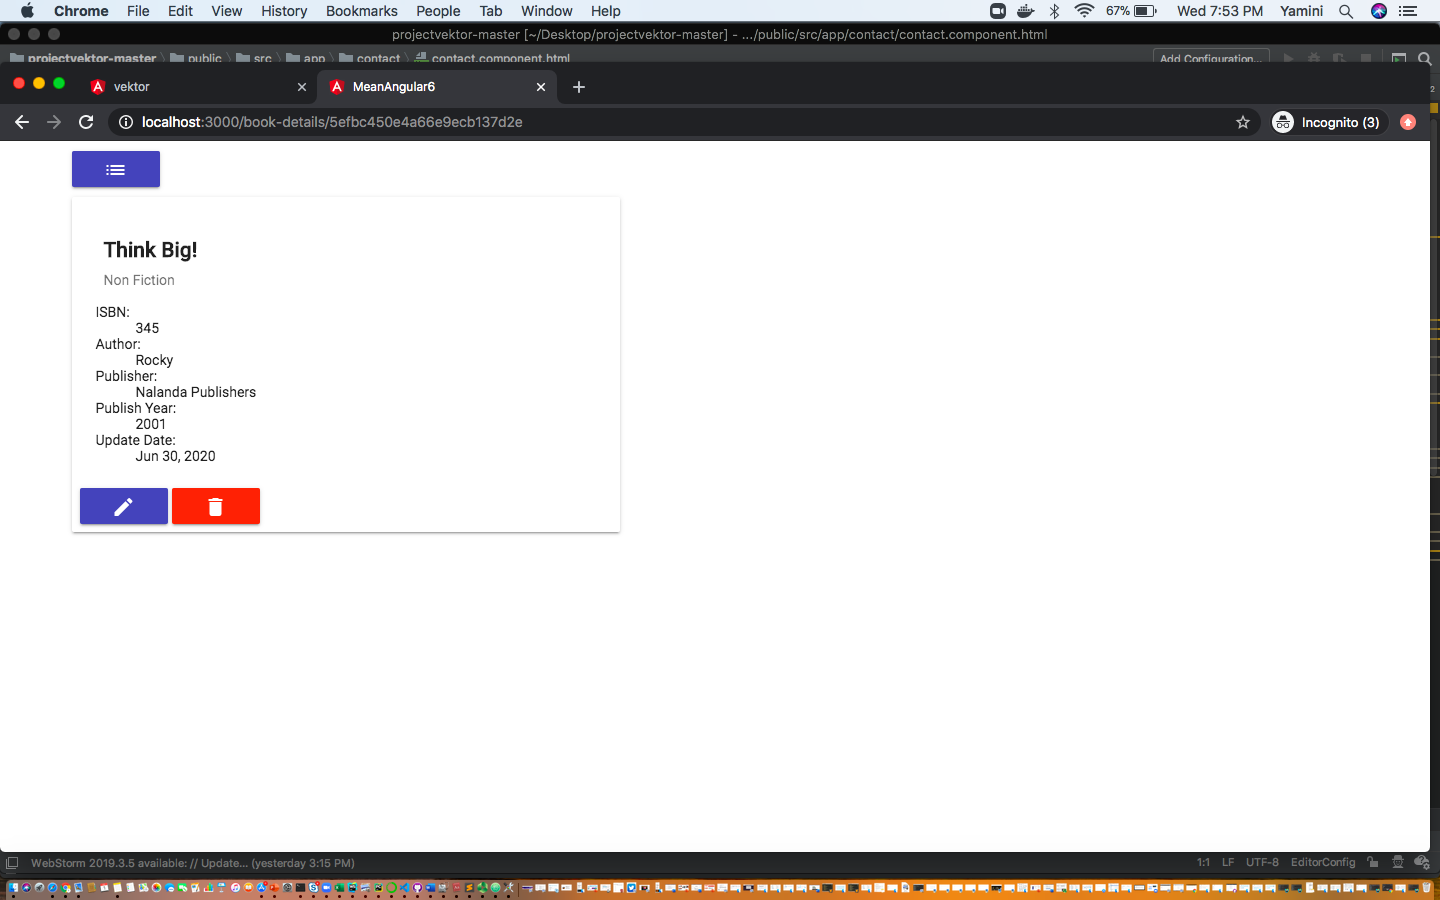 Chrome File Edit View History Bookmarks People Tab Window Help 67% Wed 7:53 PM Yamini
projectvektor-master [~/Desktop/projectvektor-master] - .../public/src/app/contact/contact.component.html
projectvektor-master public src app contact contact.component.html Add Configuration...
vektor MeanAngular6
localhost:3000/book-details/5efbc450e4a66e9ecb137d2e Incognito (3)
Think Big!
Non Fiction
ISBN:
345
Author:
Rocky
Publisher:
Nalanda Publishers
Publish Year:
2001
Update Date:
Jun 30, 2020
WebStorm 2019.3.5 available: // Update... (yesterday 3:15 PM) 1:1 LF UTF-8 EditorConfig